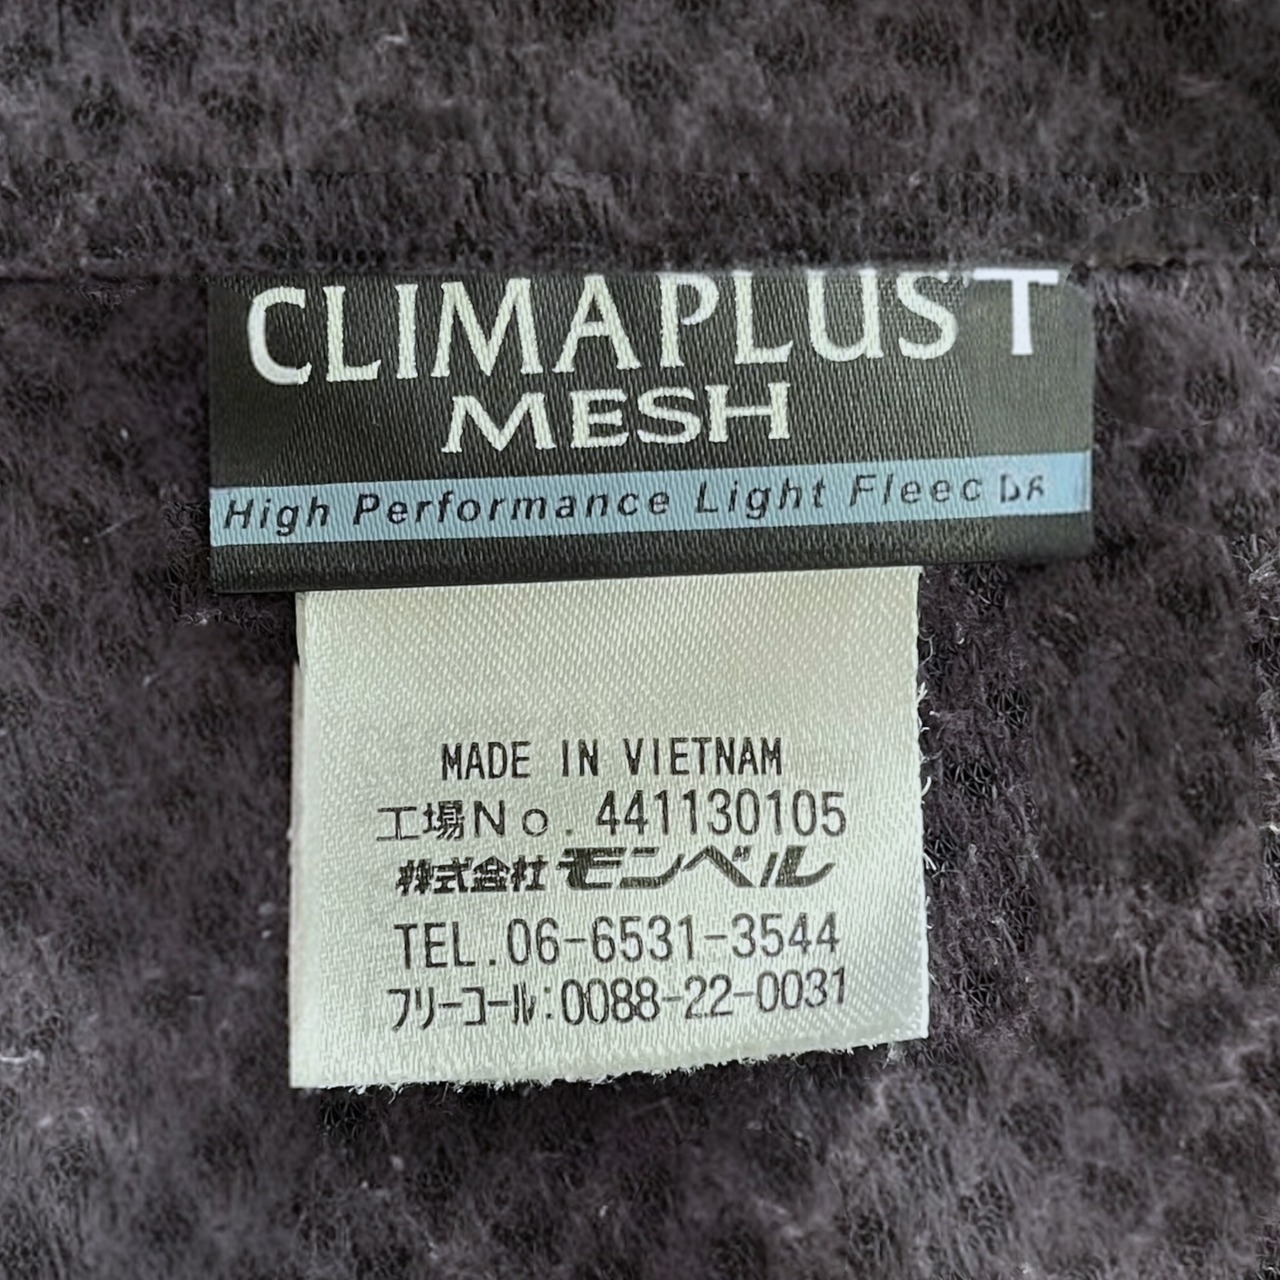 CLIMAPLUS T
MESH
High Performance Light Fleec
MADE IN VIETNAM
工場No. 441130105
株式会社モンベル
TEL.06-6531-3544
フリーコール:0088-22-0031